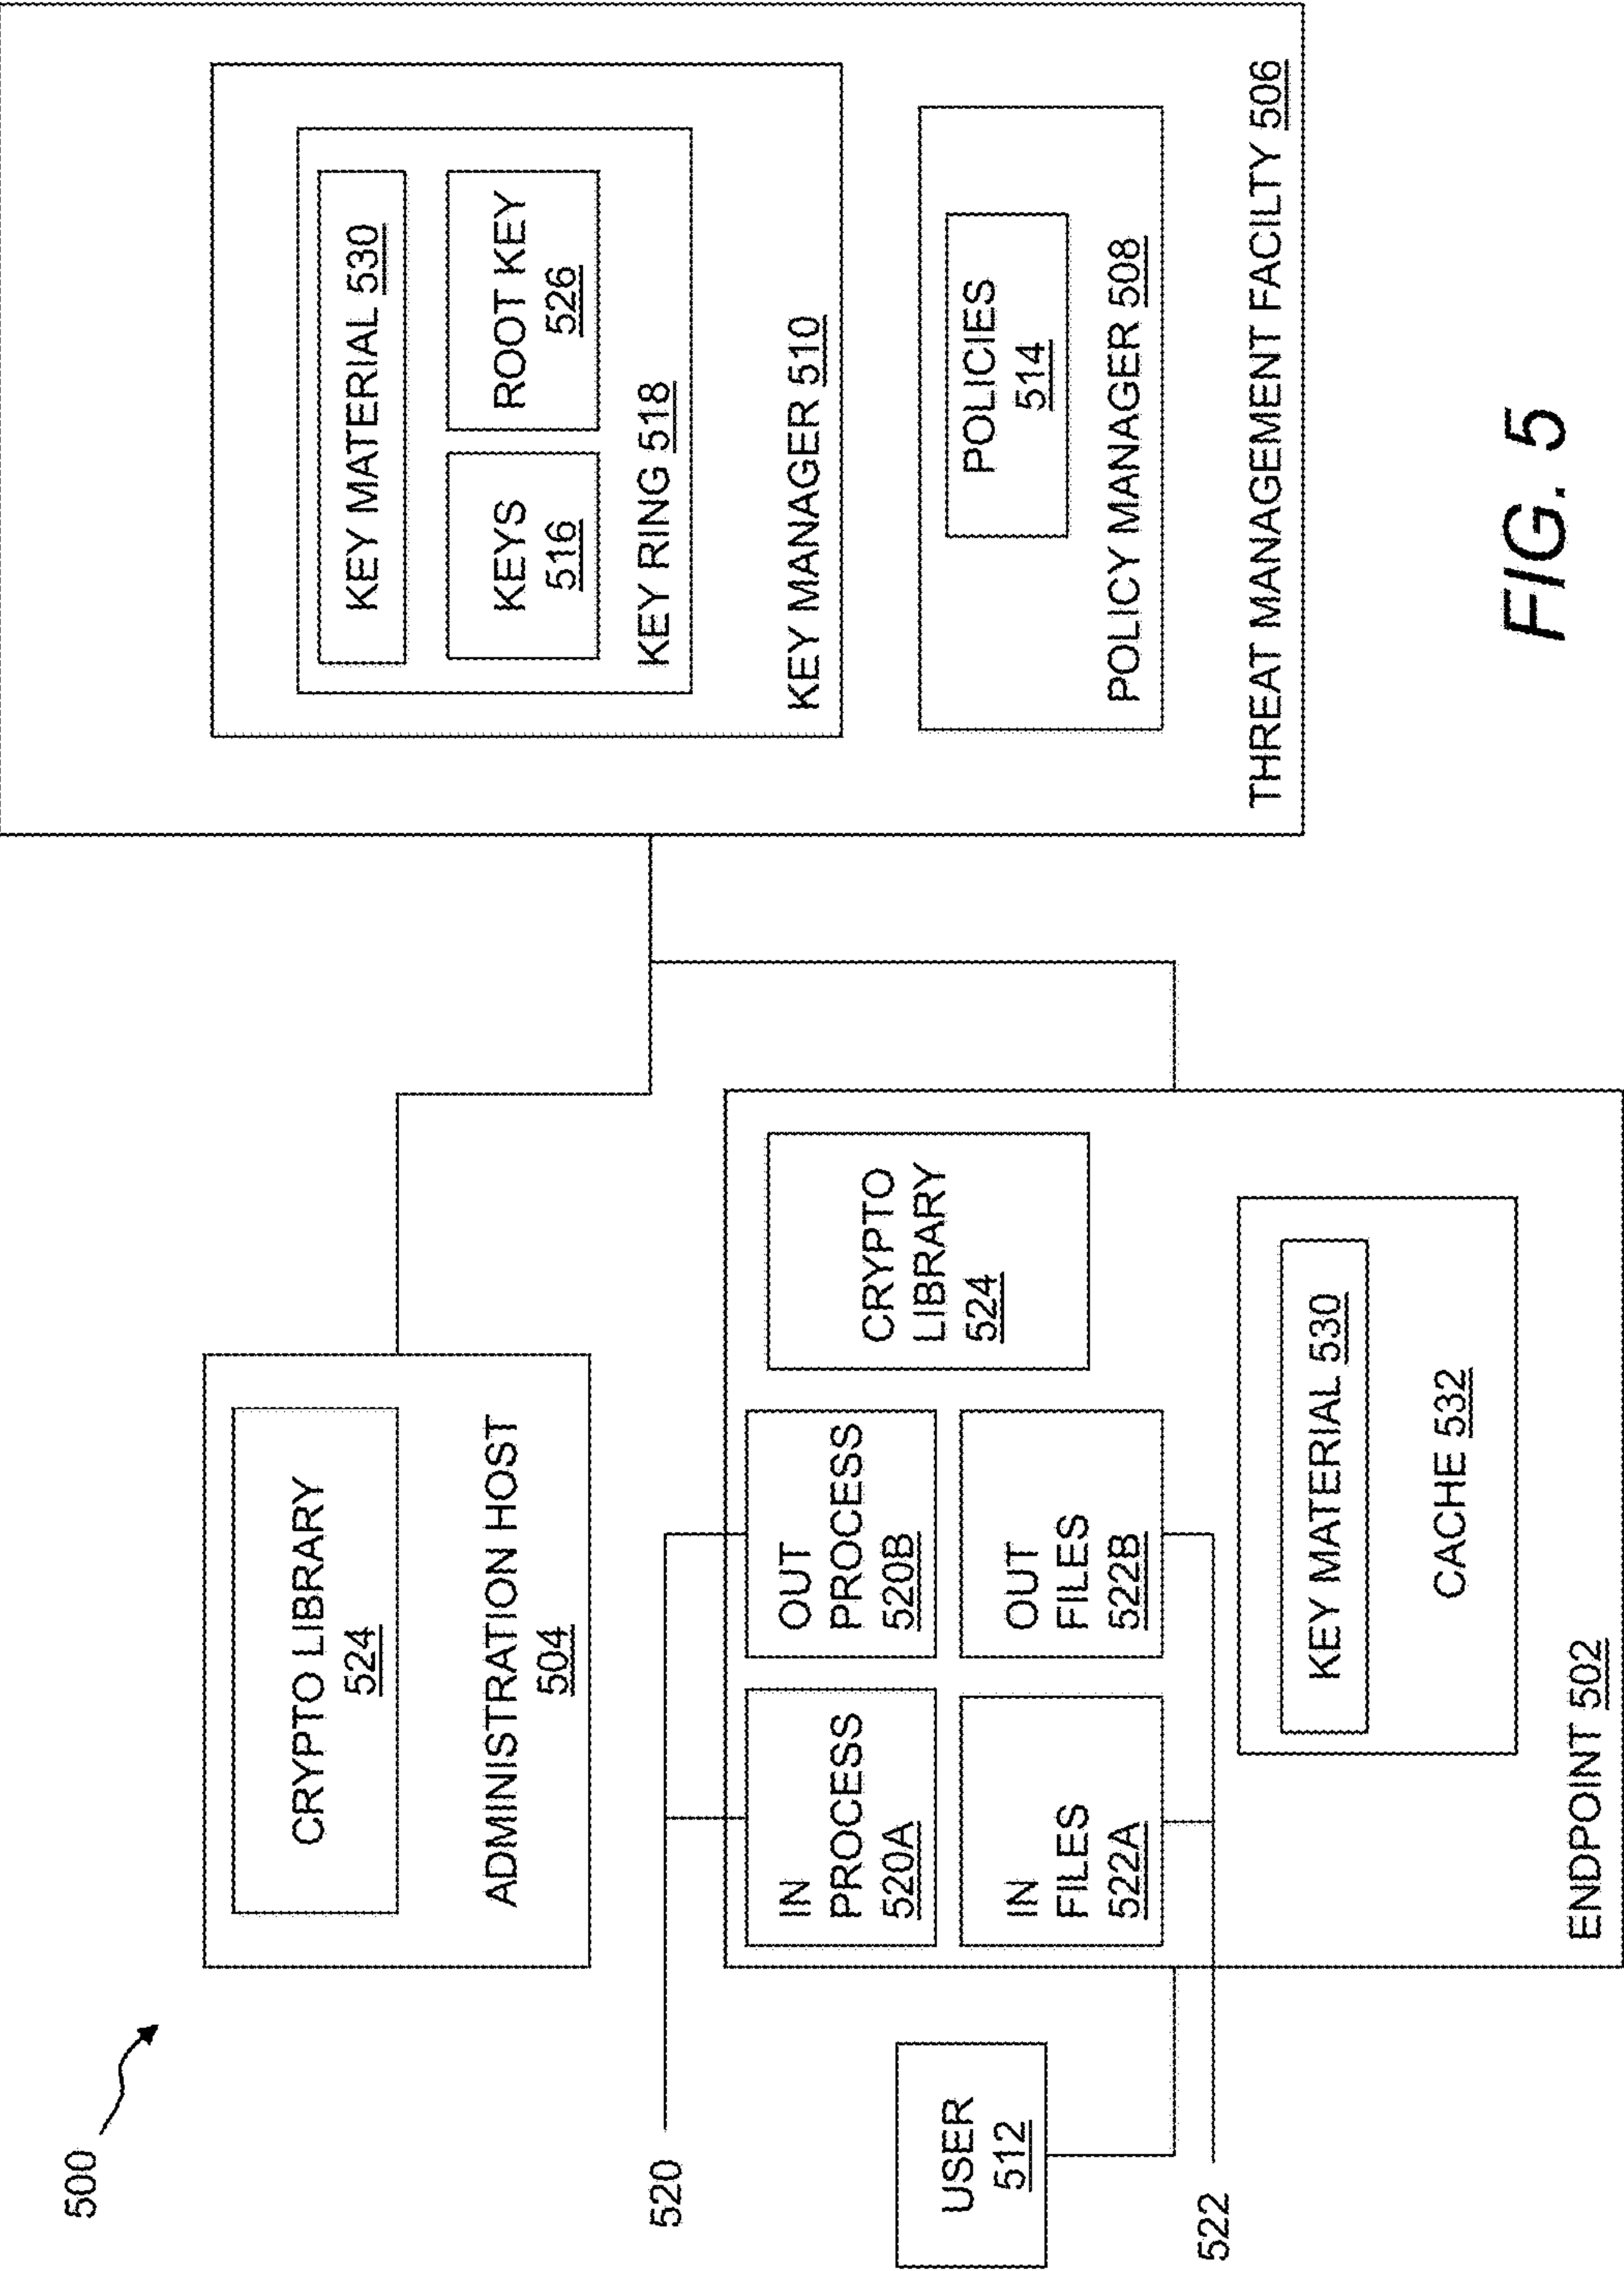 500
CRYPTO LIBRARY
524
ADMINISTRATION HOST
504
520
IN
PROCESS
520A
OUT
PROCESS
520B
CRYPTO
LIBRARY
524
IN
FILES
522A
OUT
FILES
522B
USER
512
522
KEY MATERIAL 530
CACHE 532
ENDPOINT 502
KEY MATERIAL 530
KEYS
516
ROOT KEY
526
KEY RING 518
KEY MANAGER 510
POLICIES
514
POLICY MANAGER 508
THREAT MANAGEMENT FACILTY 506
FIG. 5